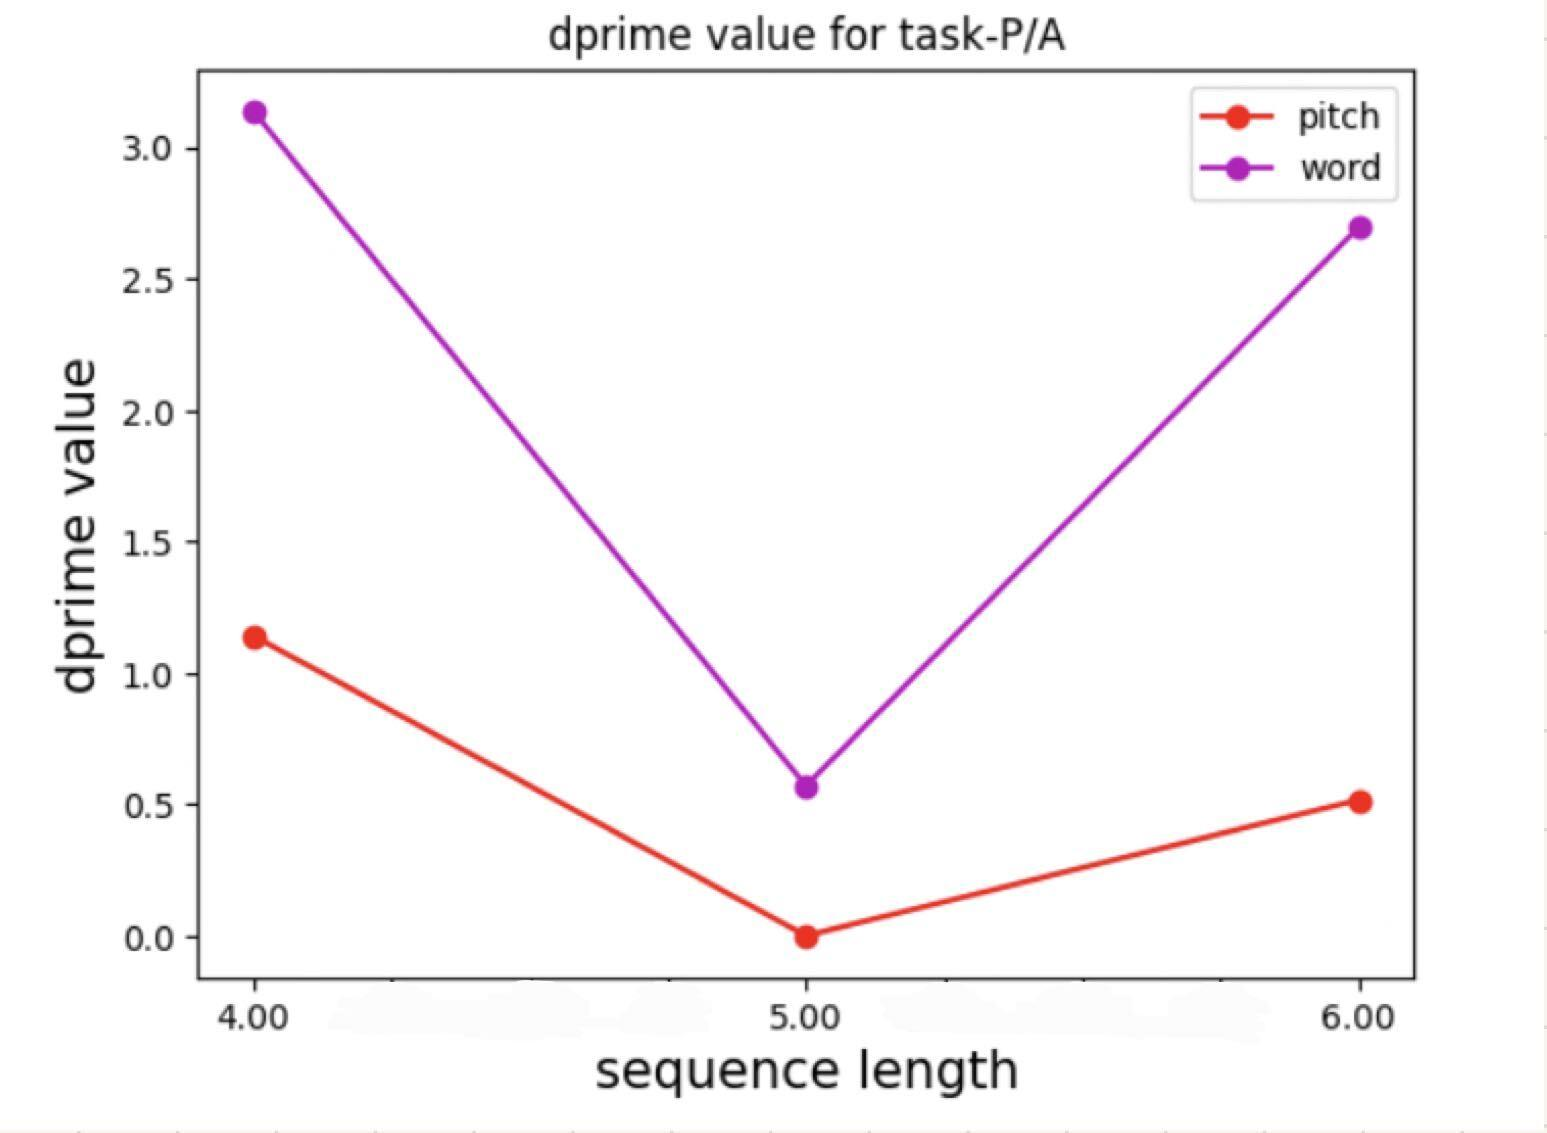 dprime value for task-P/A
pitch
word
3.0
2.5
2.0
1.5
1.0
0.5
0.0
dprime value
4.00 5.00 6.00
sequence length